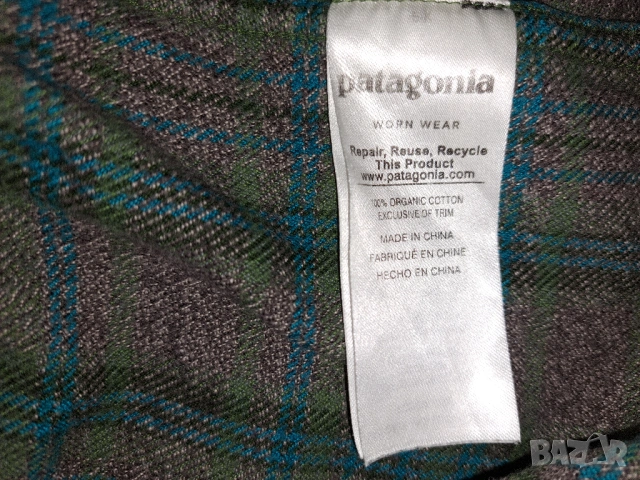 patagonia
WORN WEAR
Repair, Reuse, Recycle
This Product
www.patagonia.com
100% ORGANIC COTTON
EXCLUSIVE OF TRIM
MADE IN CHINA
FABRIQUÉ EN CHINE
HECHO EN CHINA
BAZAR